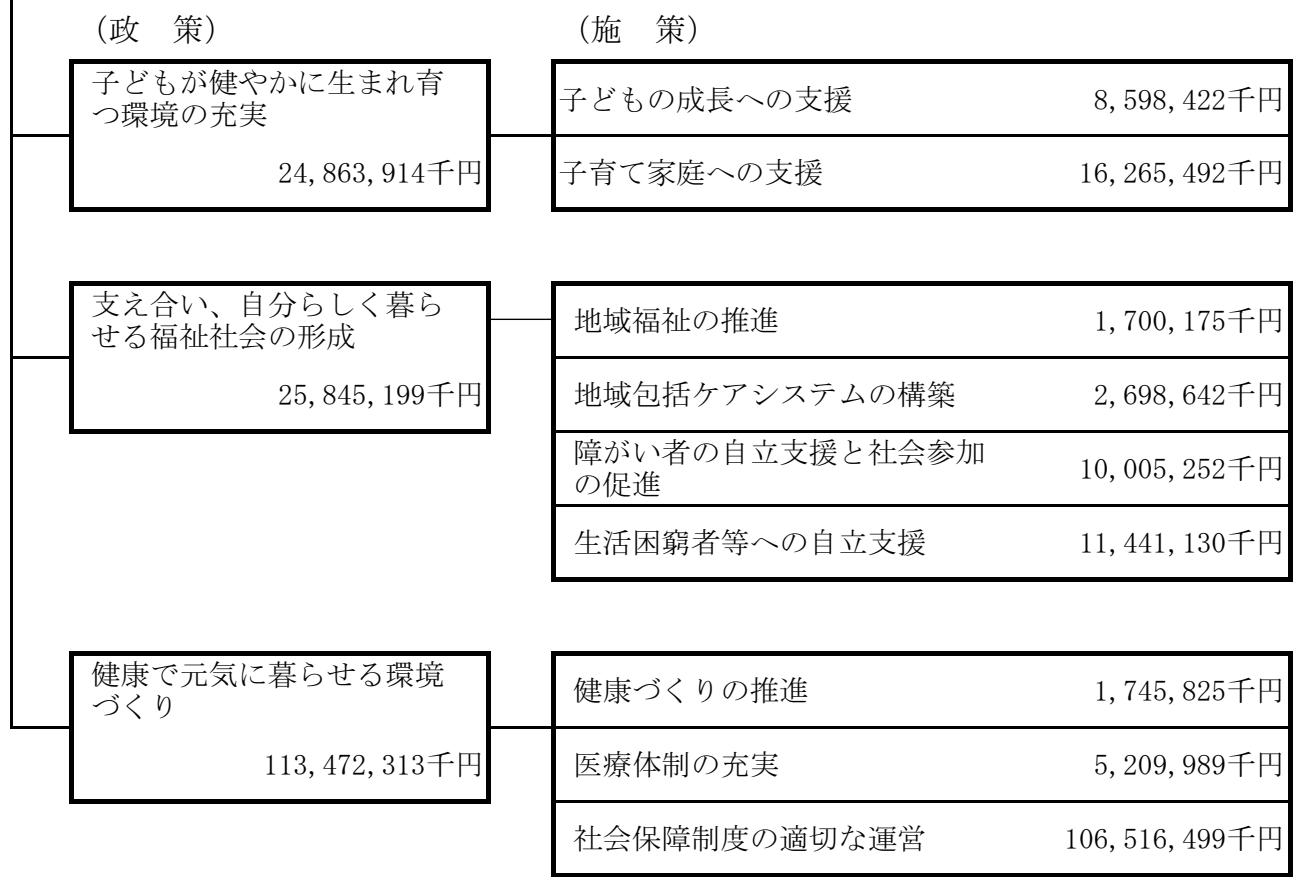 （政　策）
（施　策）
子どもが健やかに生まれ育
つ環境の充実
24,863,914千円
子どもの成長への支援 8,598,422千円
子育て家庭への支援 16,265,492千円
支え合い、自分らしく暮ら
せる福祉社会の形成
25,845,199千円
地域福祉の推進 1,700,175千円
地域包括ケアシステムの構築 2,698,642千円
障がい者の自立支援と社会参加
の促進
10,005,252千円
生活困窮者等への自立支援 11,441,130千円
健康で元気に暮らせる環境
づくり
113,472,313千円
健康づくりの推進 1,745,825千円
医療体制の充実 5,209,989千円
社会保障制度の適切な運営 106,516,499千円